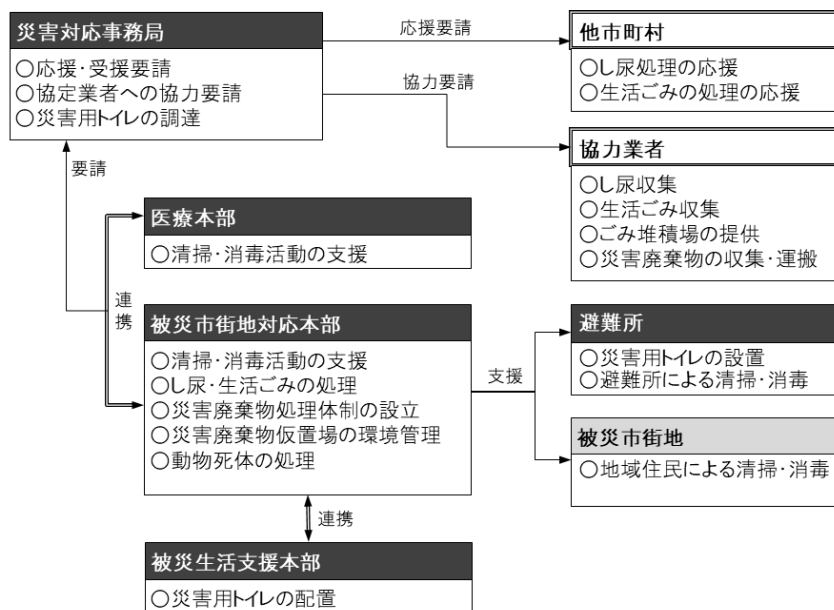 災害対応事務局
○応援・受援要請
○協定業者への協力要請
○災害用トイレの調達
応援要請
協力要請
他市町村
○し尿処理の応援
○生活ごみの処理の応援
協力業者
○し尿収集
○生活ごみ収集
○ごみ堆積場の提供
○災害廃棄物の収集・運搬
要請
医療本部
○清掃・消毒活動の支援
連携
被災市街地対応本部
○清掃・消毒活動の支援
○し尿・生活ごみの処理
○災害廃棄物処理体制の設立
○災害廃棄物仮置場の環境管理
○動物死体の処理
支援
避難所
○災害用トイレの設置
○避難所による清掃・消毒
被災市街地
○地域住民による清掃・消毒
連携
被災生活支援本部
○災害用トイレの配置